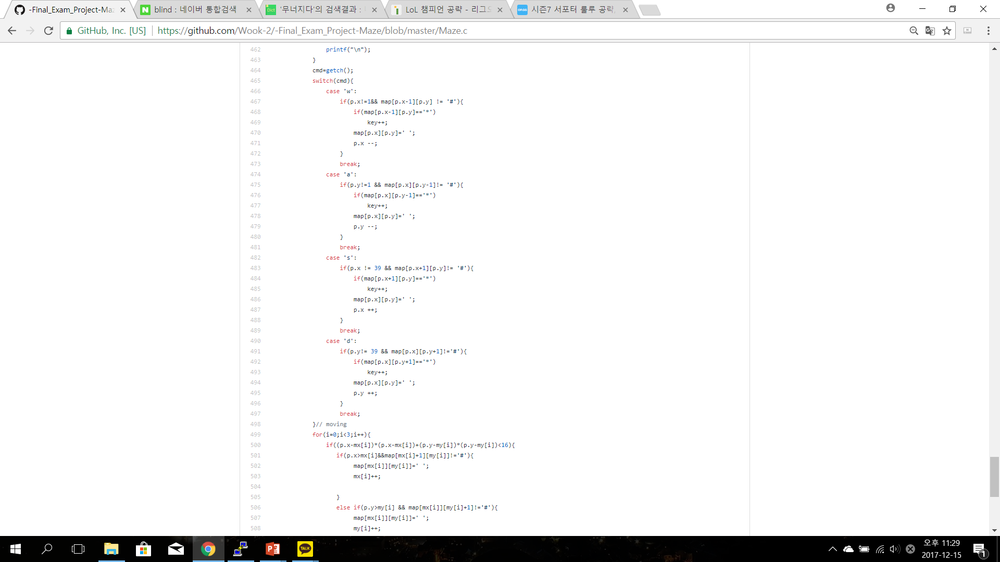 -Final_Exam_Project-Maz
blind : 네이버 통합검색
'무너지다'의 검색결과 :
LoL 챔피언 공략 - 리그오
시즌7 서포터 룰루 공략,
GitHub, Inc. [US]
https://github.com/Wook-2/-Final_Exam_Project-Maze/blob/master/Maze.c
462 printf("\n");
463 }
464 cmd=getch();
465 switch(cmd){
466 case 'w':
467 if(p.x!=1&& map[p.x-1][p.y] != '#'){
468 if(map[p.x-1][p.y]=='*')
469 key++;
470 map[p.x][p.y]=' ';
471 p.x --;
472 }
473 break;
474 case 'a':
475 if(p.y!=1 && map[p.x][p.y-1]!= '#'){
476 if(map[p.x][p.y-1]=='*')
477 key++;
478 map[p.x][p.y]=' ';
479 p.y --;
480 }
481 break;
482 case 's':
483 if(p.x != 39 && map[p.x+1][p.y]!= '#'){
484 if(map[p.x+1][p.y]=='*')
485 key++;
486 map[p.x][p.y]=' ';
487 p.x ++;
488 }
489 break;
490 case 'd':
491 if(p.y!= 39 && map[p.x][p.y+1]!='#'){
492 if(map[p.x][p.y+1]=='*')
493 key++;
494 map[p.x][p.y]=' ';
495 p.y ++;
496 }
497 break;
498 }// moving
499 for(i=0;i<3;i++){
500 if((p.x-mx[i])*(p.x-mx[i])+(p.y-my[i])*(p.y-my[i])<16){
501 if(p.x>mx[i]&&map[mx[i]+1][my[i]]!='#'){
502 map[mx[i]][my[i]]=' ';
503 mx[i]++;
504
505 }
506 else if(p.y>my[i] && map[mx[i]][my[i]+1]!='#'){
507 map[mx[i]][my[i]]=' ';
508 my[i]++;
오후 11:29
2017-12-15
1